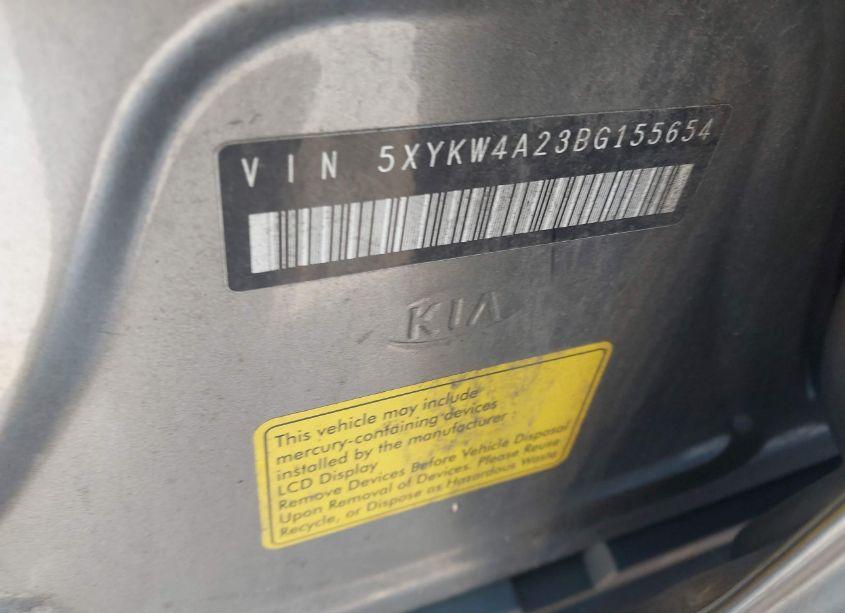 VIN 5XYKW4A23BG155654
KIA
This vehicle may include
mercury-containing devices
installed by the manufacturer :
LCD Display
Remove Devices Before Vehicle Disposal
Upon Removal of Devices. Please Reuse
Recycle, or Dispose as Hazardous Waste